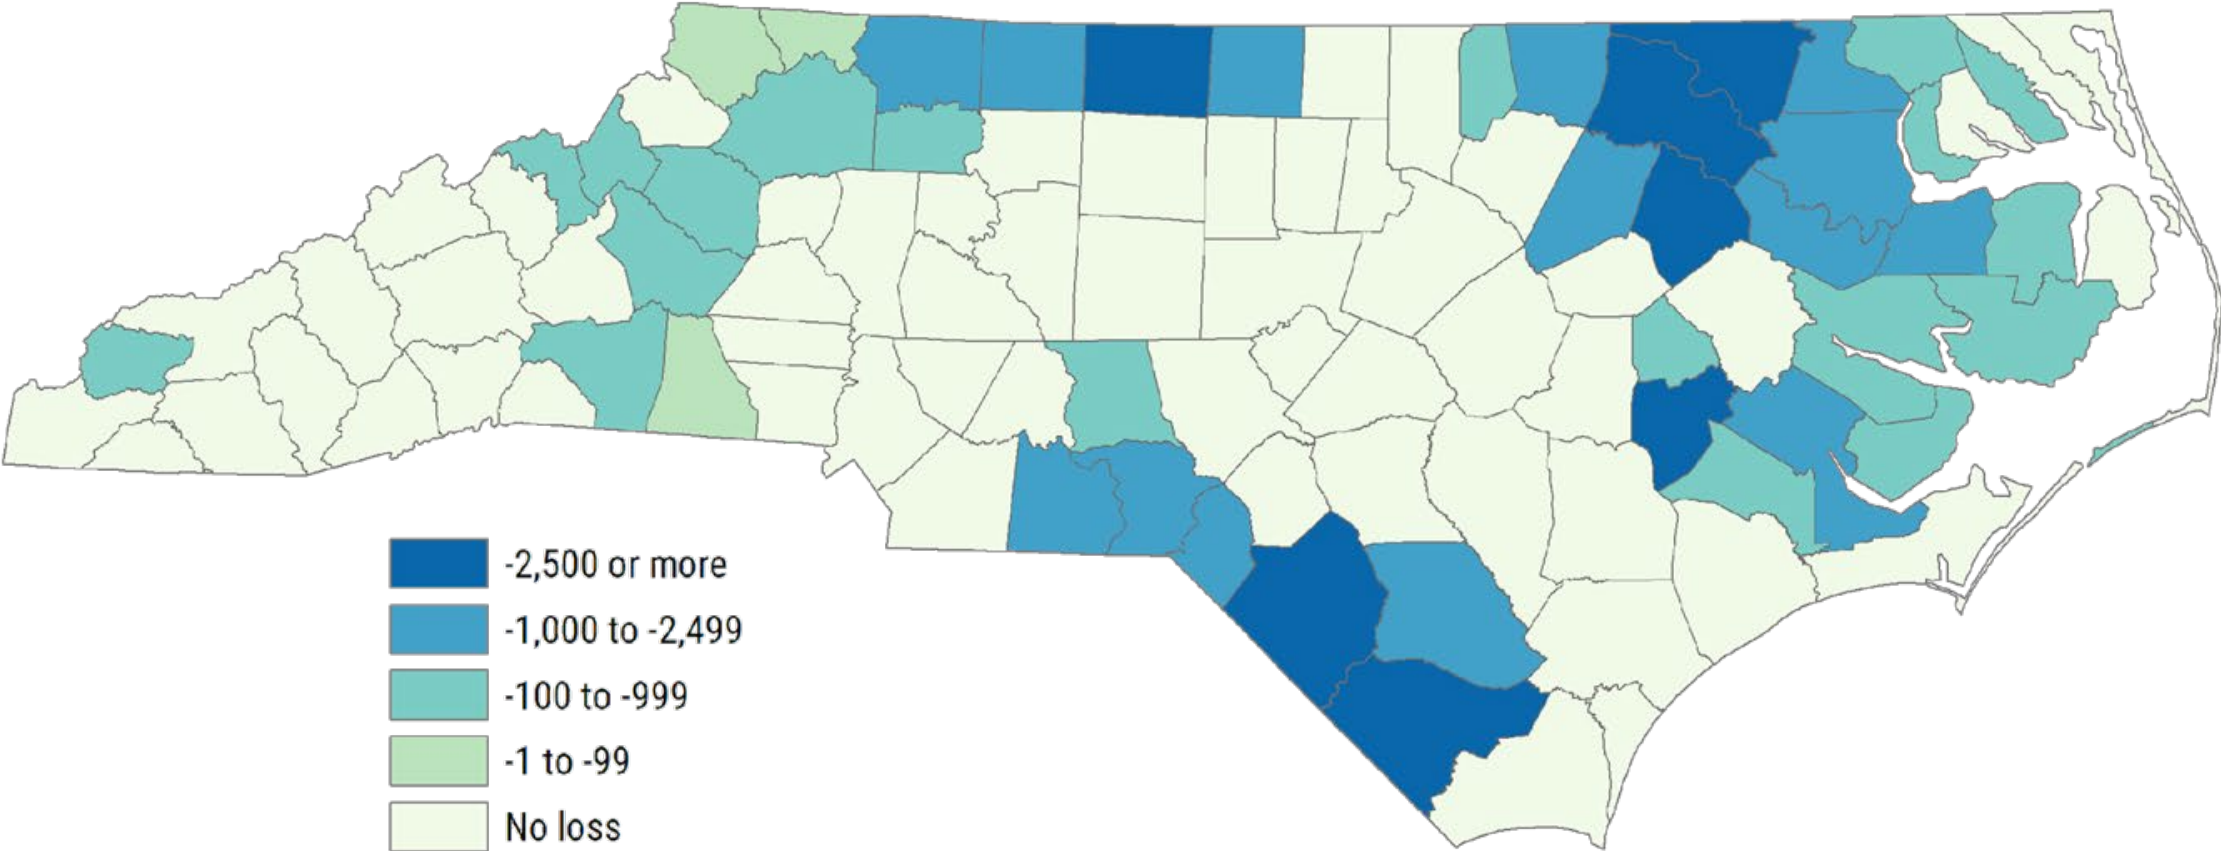 -2,500 or more
-1,000 to -2,499
-100 to -999
-1 to -99
No loss